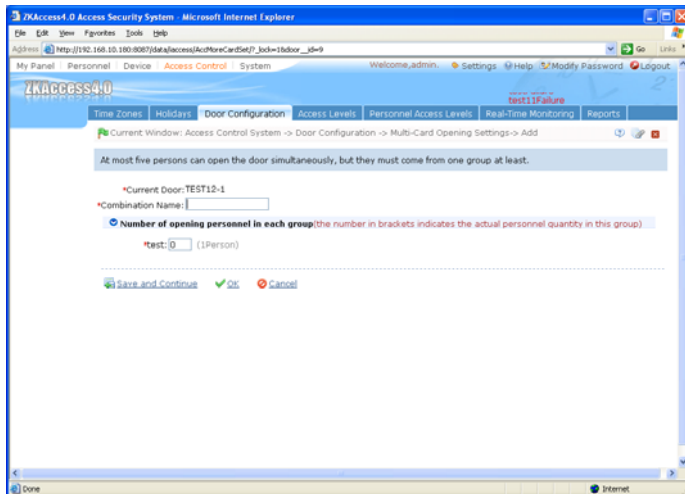 ZKAccess4.0 Access Security System - Microsoft Internet Explorer
File Edit View Favorites Tools Help
Address http://192.168.10.180:8087/data/iaccess/AccMoreCardSet/?_lock=1&door__id=9 Go Links
My Panel Personnel Device Access Control System Welcome,admin. Settings Help Modify Password Logout
ZKAccess4.0
test11Failure
Time Zones Holidays Door Configuration Access Levels Personnel Access Levels Real-Time Monitoring Reports
Current Window: Access Control System -> Door Configuration -> Multi-Card Opening Settings-> Add
At most five persons can open the door simultaneously, but they must come from one group at least.
*Current Door: TEST12-1
*Combination Name:
Number of opening personnel in each group(the number in brackets indicates the actual personnel quantity in this group)
*test: 0 (1Person)
Save and Continue OK Cancel
Done Internet